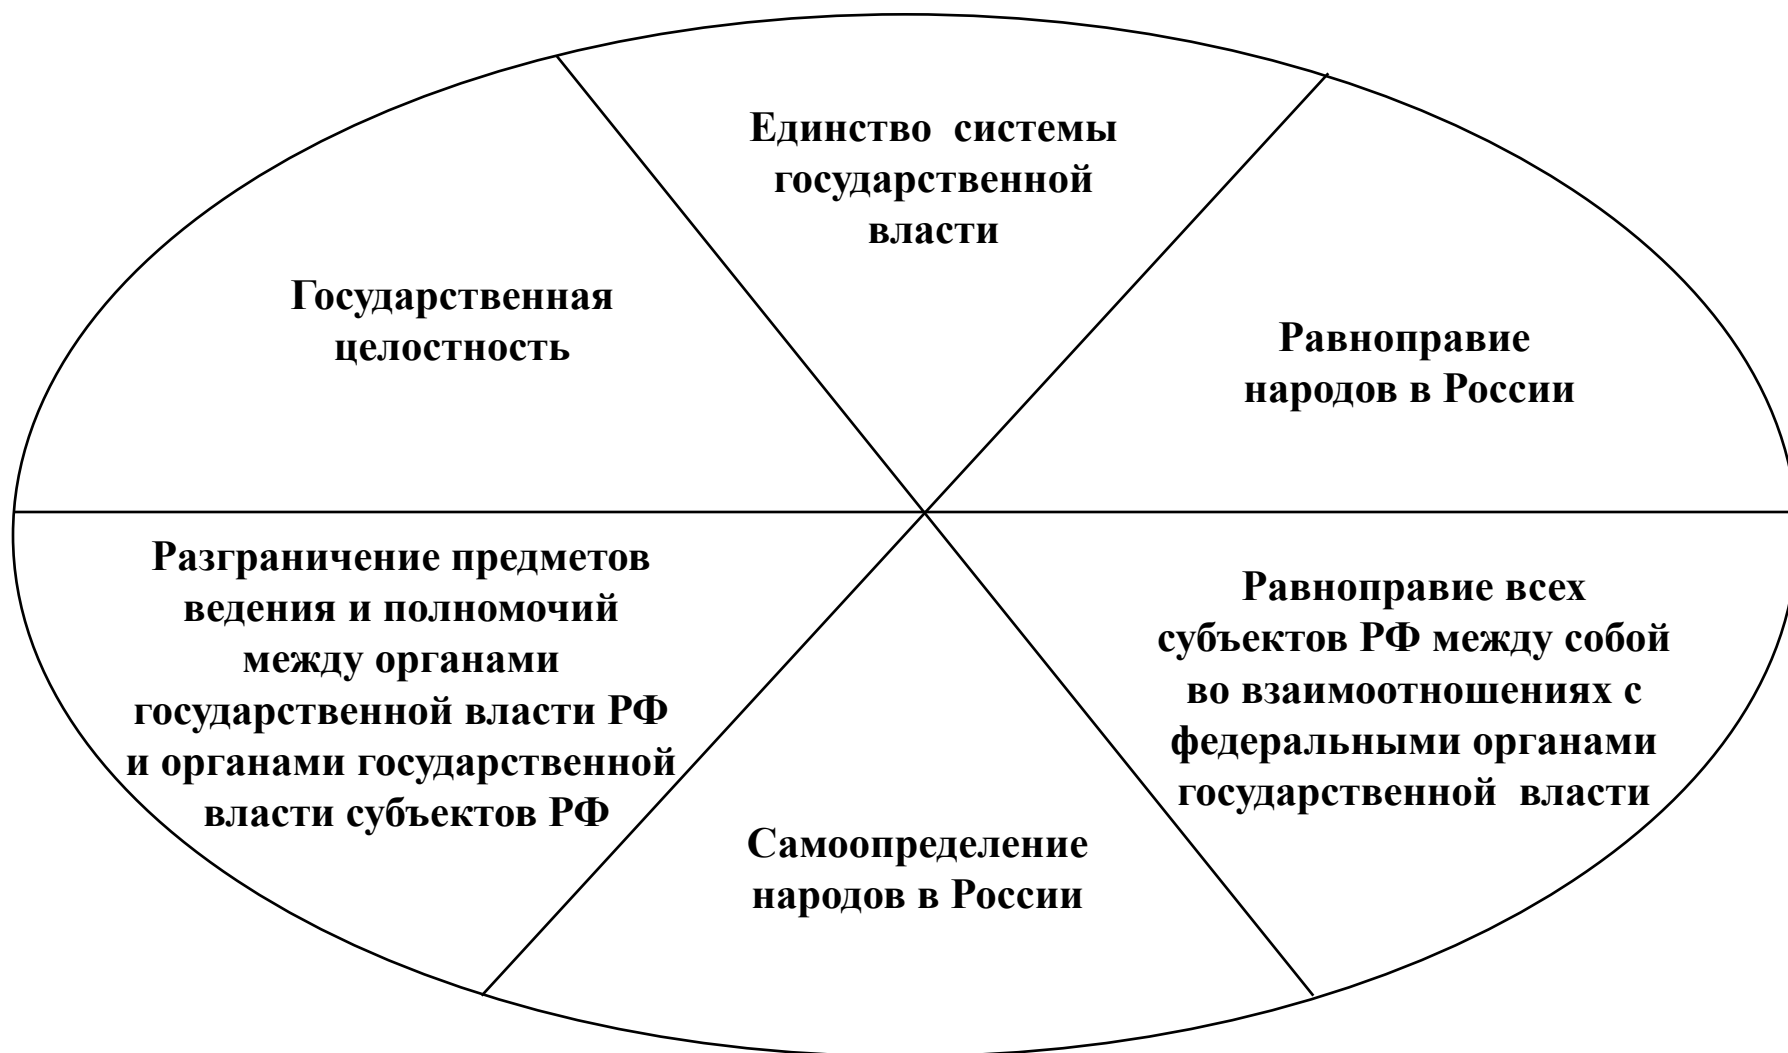 Единство системы
государственной
власти
Государственная
целостность
Равноправие
народов в России
Разграничение предметов
ведения и полномочий
между органами
государственной власти РФ
и органами государственной
власти субъектов РФ
Равноправие всех
субъектов РФ между собой
во взаимоотношениях с
федеральными органами
государственной власти
Самоопределение
народов в России